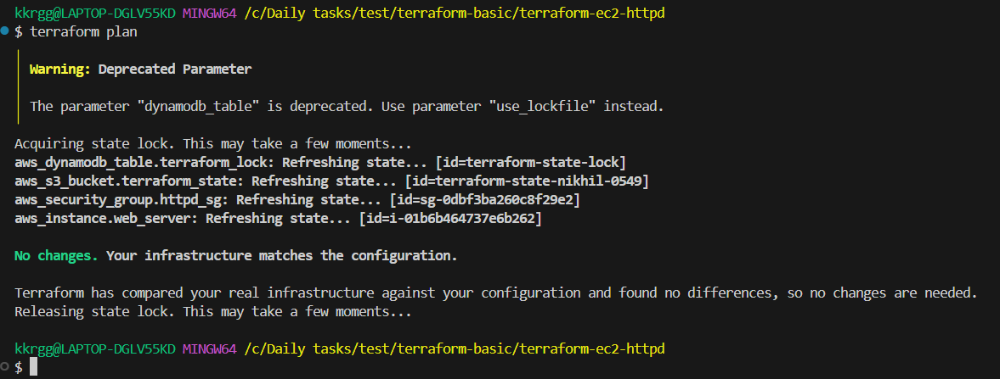 kkrgg@LAPTOP-DGLV55KD MINGW64 /c/Daily tasks/test/terraform-basic/terraform-ec2-httpd
$ terraform plan
Warning: Deprecated Parameter
The parameter "dynamodb_table" is deprecated. Use parameter "use_lockfile" instead.
Acquiring state lock. This may take a few moments...
aws_dynamodb_table.terraform_lock: Refreshing state... [id=terraform-state-lock]
aws_s3_bucket.terraform_state: Refreshing state... [id=terraform-state-nikhil-0549]
aws_security_group.httpd_sg: Refreshing state... [id=sg-0dbf3ba260c8f29e2]
aws_instance.web_server: Refreshing state... [id=i-01b6b464737e6b262]
No changes. Your infrastructure matches the configuration.
Terraform has compared your real infrastructure against your configuration and found no differences, so no changes are needed.
Releasing state lock. This may take a few moments...
kkrgg@LAPTOP-DGLV55KD MINGW64 /c/Daily tasks/test/terraform-basic/terraform-ec2-httpd
$